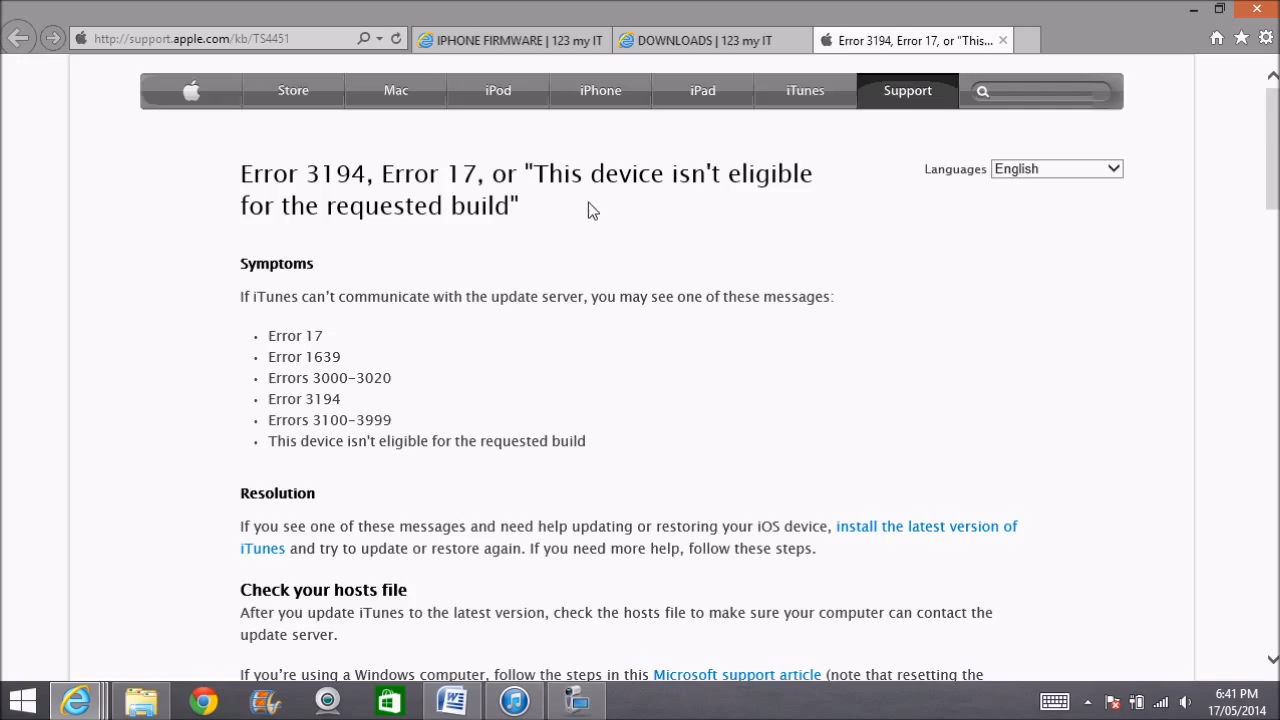 http://support.apple.com/kb/TS4451
IPHONE FIRMWARE | 123 my IT
DOWNLOADS | 123 my IT
Error 3194, Error 17, or "This...
Store
Mac
iPod
iPhone
iPad
iTunes
Support
Error 3194, Error 17, or "This device isn't eligible
for the requested build"
Languages
English
Symptoms
If iTunes can’t communicate with the update server, you may see one of these messages:
• Error 17
• Error 1639
• Errors 3000-3020
• Error 3194
• Errors 3100-3999
• This device isn't eligible for the requested build
Resolution
If you see one of these messages and need help updating or restoring your iOS device, install the latest version of
iTunes and try to update or restore again. If you need more help, follow these steps.
Check your hosts file
After you update iTunes to the latest version, check the hosts file to make sure your computer can contact the
update server.
If you’re using a Windows computer, follow the steps in this Microsoft support article (note that resetting the
6:41 PM
17/05/2014